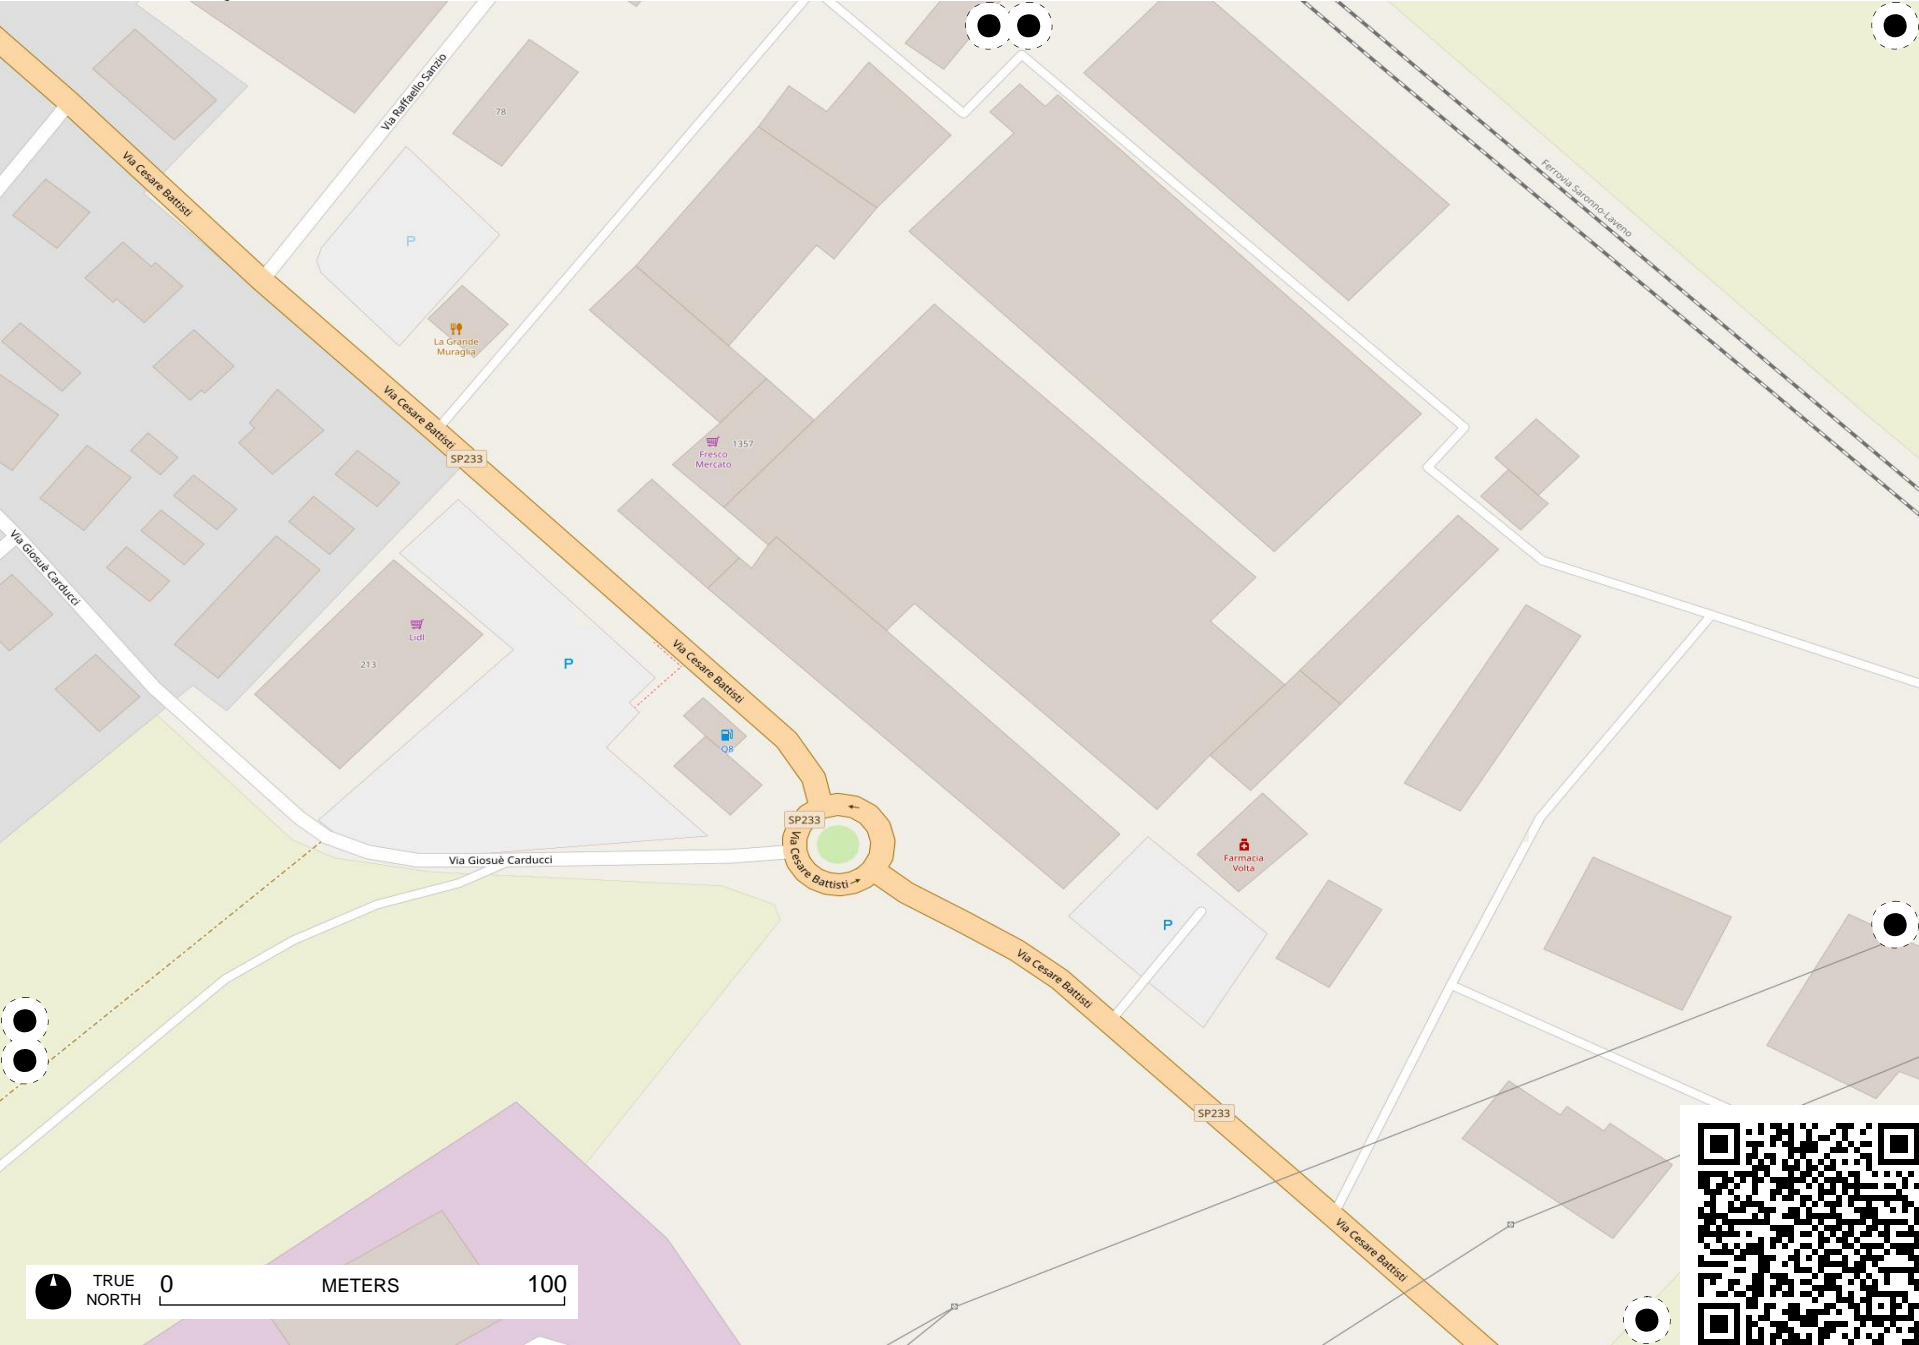 Via Raffaello Sanzio
78
Via Cesare Battisti
Ferrovia Saronno-Laveno
P
La Grande
Muraglia
Via Cesare Battisti
SP233
Fresco
Mercato
1357
Via Giosuè Carducci
Lidl
213
P
Via Cesare Battisti
Q8
SP233
Via Cesare Battisti
Via Giosuè Carducci
Farmacia
Volta
P
Via Cesare Battisti
SP233
Via Cesare Battisti
TRUE
NORTH
0 METERS 100